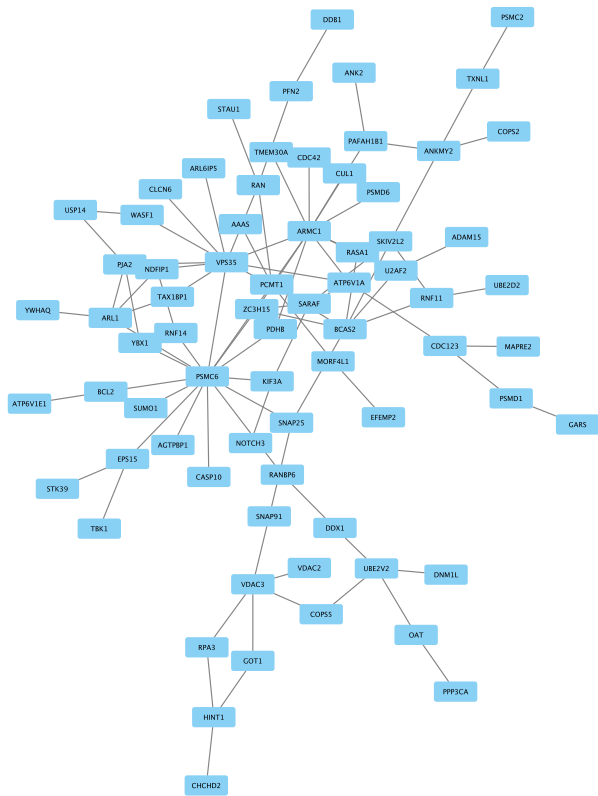 PSMC2
DDB1
ANK2
TXNL1
PFN2
STAU1
COPS2
PAFAH1B1
ANKMY2
TMEM30A
CDC42
ARL6IP5
CUL1
CLCN6
RAN
PSMD6
USP14
WASF1
AAAS
ARMC1
SKIV2L2
ADAM15
RASA1
PJA2
NDFIP1
VPS35
U2AF2
PCMT1
ATP6V1A
UBE2D2
TAX1BP1
RNF11
SARAF
ZC3H15
YWHAQ
ARL1
RNF14
PDHB
BCAS2
YBX1
CDC123
MAPRE2
MORF4L1
PSMC6
KIF3A
BCL2
ATP6V1E1
SUMO1
PSMD1
EFEMP2
SNAP25
GARS
AGTPBP1
NOTCH3
EPS15
CASP10
RANBP6
STK39
SNAP91
TBK1
DDX1
VDAC2
UBE2V2
DNM1L
VDAC3
COPS5
OAT
RPA3
GOT1
PPP3CA
HINT1
CHCHD2